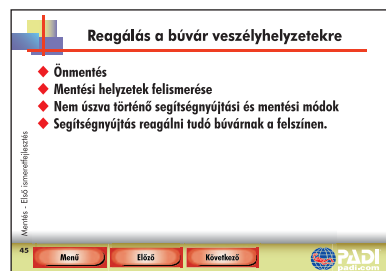 Reagálás a búvár veszélyhelyzetekre
Önmentés
Mentési helyzetek felismerése
Nem úszva történő segítségnyújtási és mentési módok
Segítségnyújtás reagálni tudó búvárnak a felszínen.
Mentés - Első ismeretfejlesztés
45
Menü
Előző
Következő
PADI
padi.com